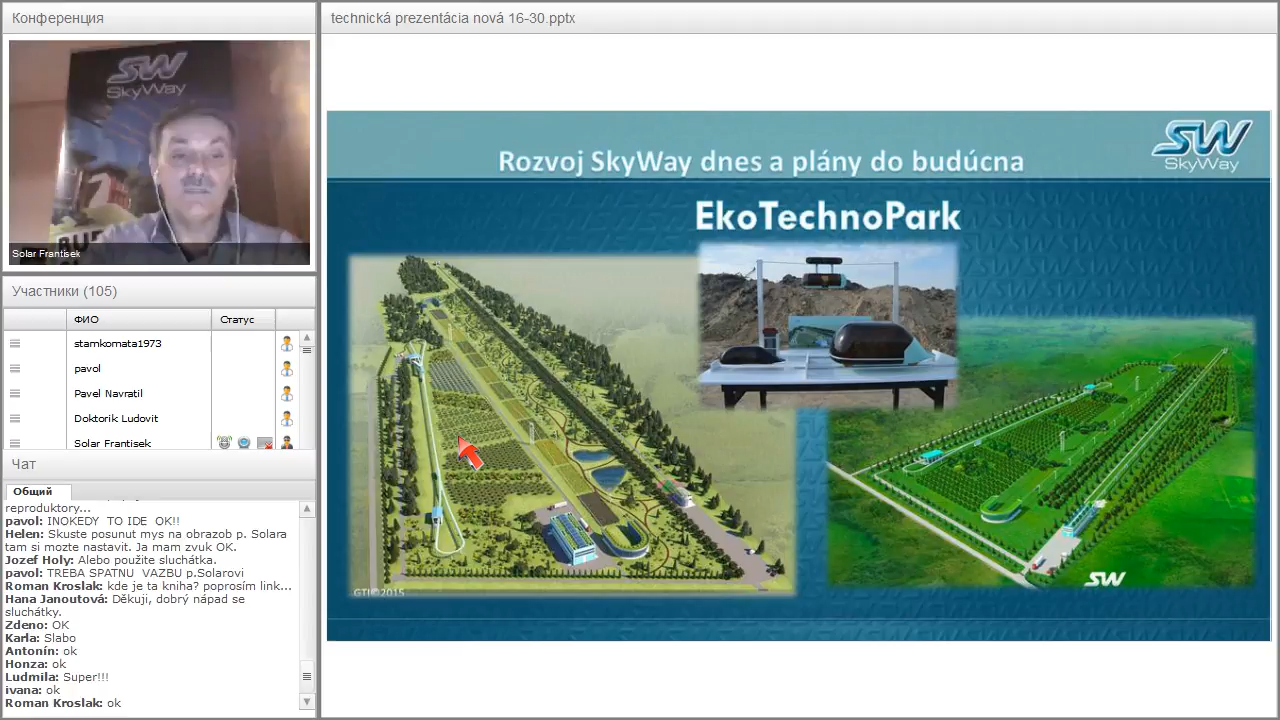 Конференция
SW
SkyWay
Solar Frantisek
Участники (105)
ФИО
Статус
stamkomata1973
pavol
Pavel Navratil
Doktorik Ludovit
Solar Frantisek
Чат
Общий
reproduktory...
pavol: INOKEDY TO IDE OK!!
Helen: Skuste posunut mys na obrazob p. Solara
tam si mozte nastavit. Ja mam zvuk OK.
Jozef Holy: Alebo použite sluchátka.
pavol: TREBA SPATNU VAZBU p.Solarovi
Roman Kroslak: kde je ta kniha? poprosím link...
Hana Janoutová: Děkuji, dobrý nápad se
sluchátky.
Zdeno: OK
Karla: Slabo
Antonín: ok
Honza: ok
Ludmila: Super!!!
ivana: ok
Roman Kroslak: ok
technická prezentácia nová 16-30.pptx
SW
SkyWay
Rozvoj SkyWay dnes a plány do budúcna
EkoTechnoPark
GTI©2015
SW